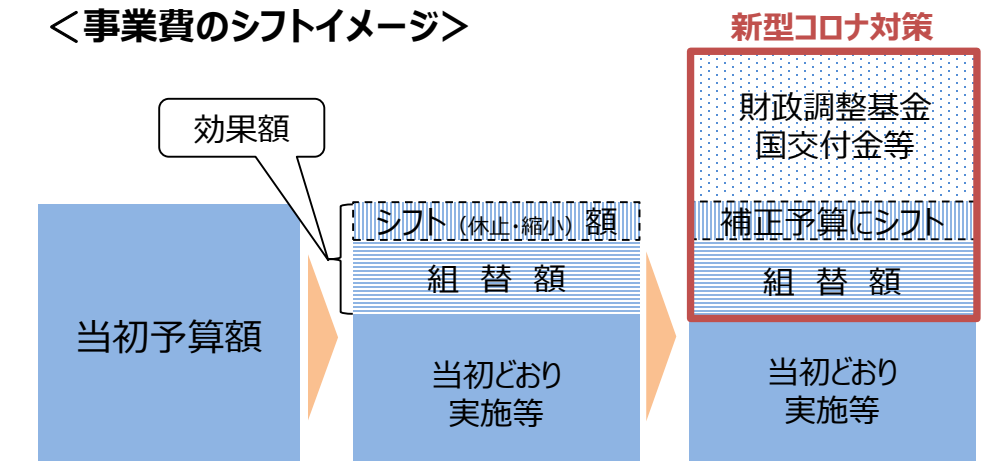 ＜事業費のシフトイメージ＞
新型コロナ対策
効果額
財政調整基金
国交付金等
シフト（休止・縮小）額
補正予算にシフト
組替額
組替額
当初予算額
当初どおり
実施等
当初どおり
実施等